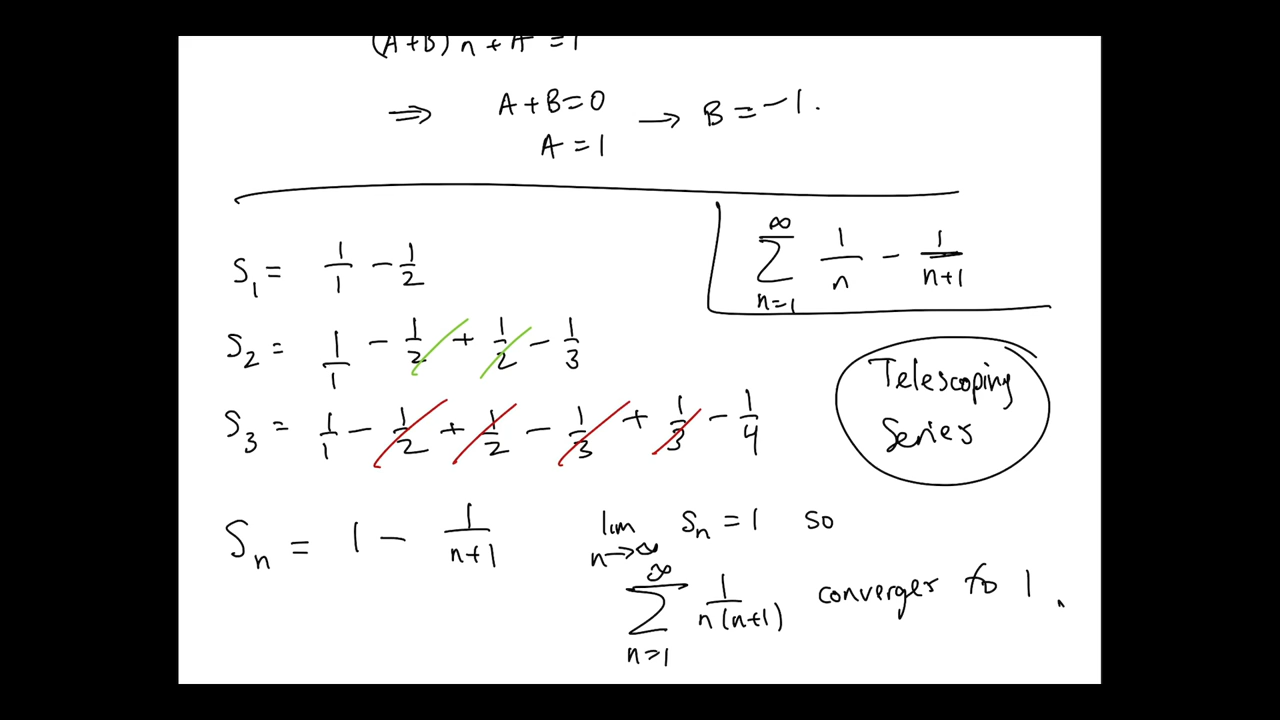 (A+B) n + A = 1
⇒ A+B=0 → B = -1.
A = 1
∞
∑ 1/n - 1/(n+1)
n=1
S₁ = 1/1 - 1/2
S₂ = 1/1 - 1/2 + 1/2 - 1/3
Telescoping
Series
S₃ = 1/1 - 1/2 + 1/2 - 1/3 + 1/3 - 1/4
Sₙ = 1 - 1/(n+1)
lim Sₙ = 1 so
n→∞
∞
∑ 1/(n(n+1)) converges to 1.
n=1